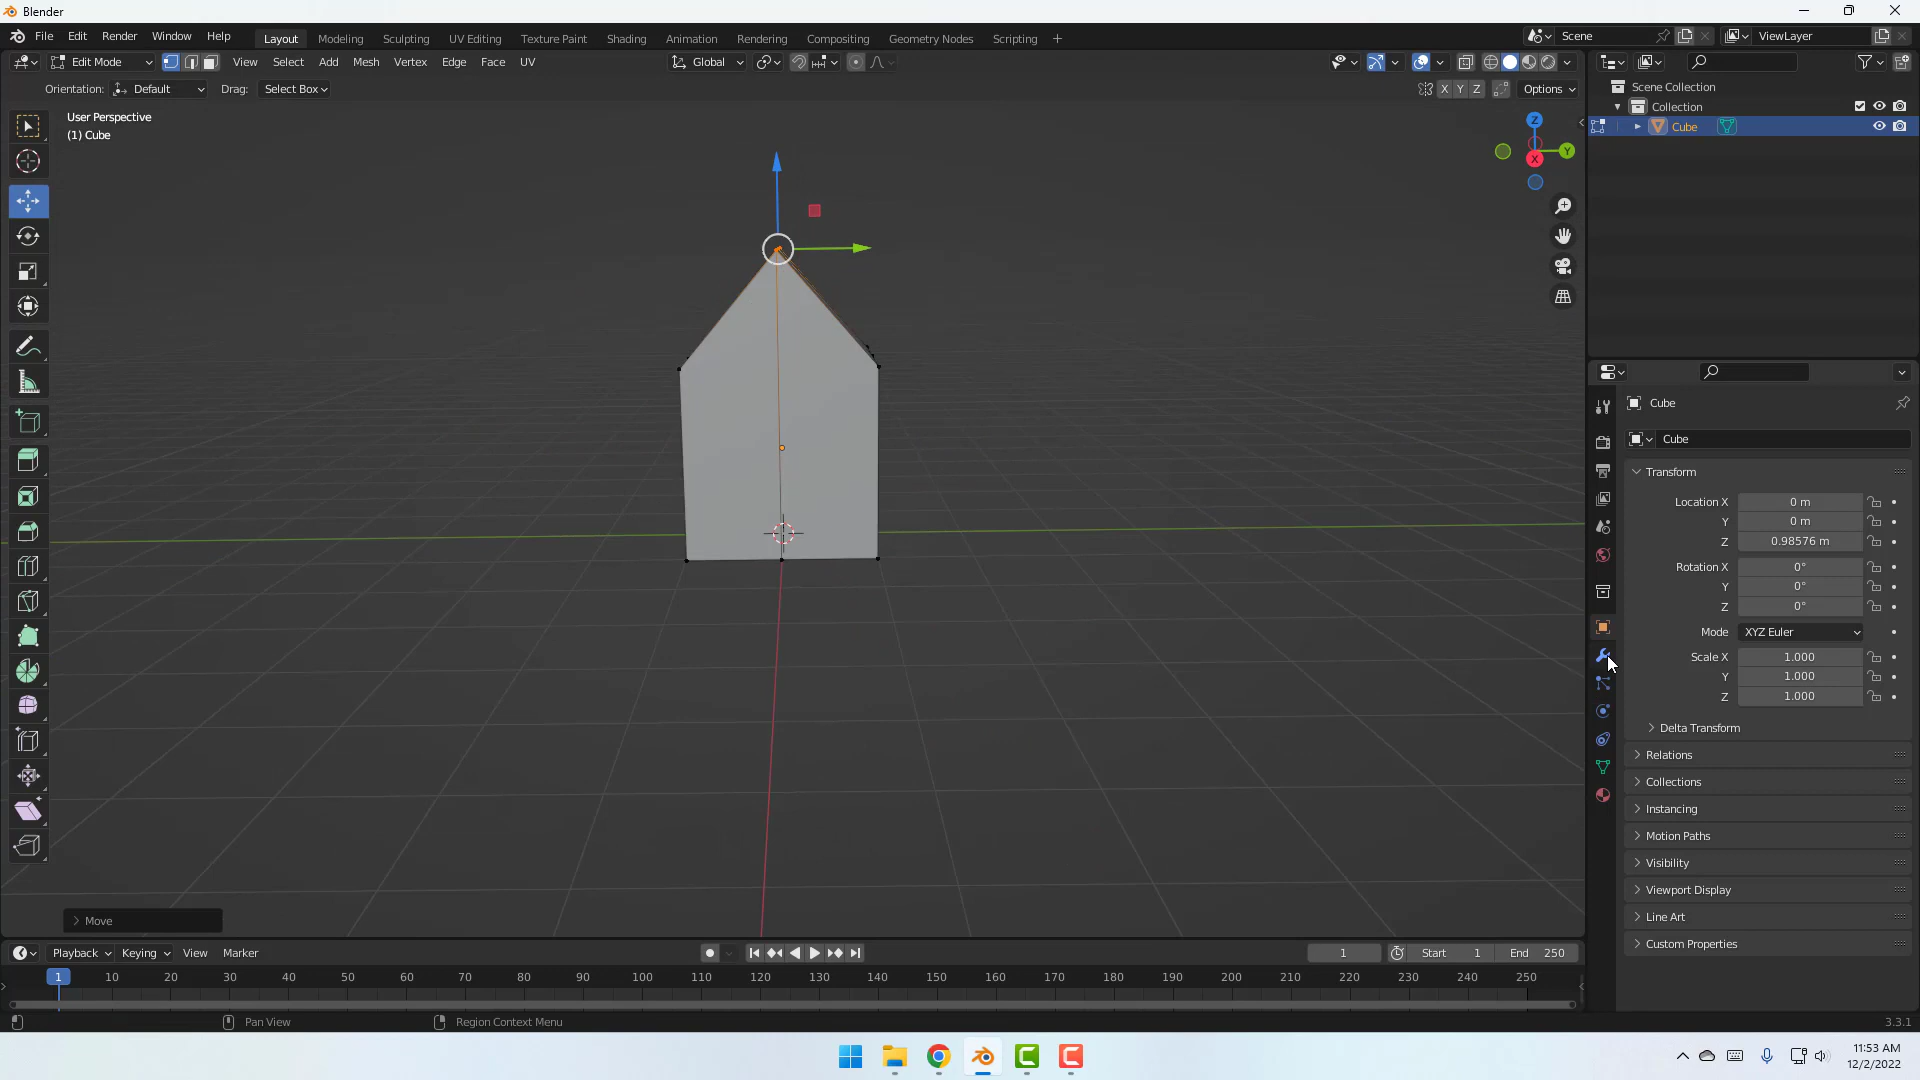 Blender
File Edit Render Window Help Layout Modeling Sculpting UV Editing Texture Paint Shading Animation Rendering Compositing Geometry Nodes Scripting + Scene ViewLayer
Edit Mode View Select Add Mesh Vertex Edge Face UV Global
Orientation: Default Drag: Select Box X Y Z Options
User Perspective
(1) Cube
Z
Y
X
Scene Collection
Collection
Cube
Cube
Cube
Transform
Location X 0 m
Y 0 m
Z 0.98576 m
Rotation X 0°
Y 0°
Z 0°
Mode XYZ Euler
Scale X 1.000
Y 1.000
Z 1.000
Delta Transform
Relations
Collections
Instancing
Motion Paths
Visibility
Viewport Display
Line Art
Custom Properties
Move
Playback Keying View Marker 1 Start 1 End 250
1 10 20 30 40 50 60 70 80 90 100 110 120 130 140 150 160 170 180 190 200 210 220 230 240 250
Pan View Region Context Menu 3.3.1
11:53 AM
12/2/2022